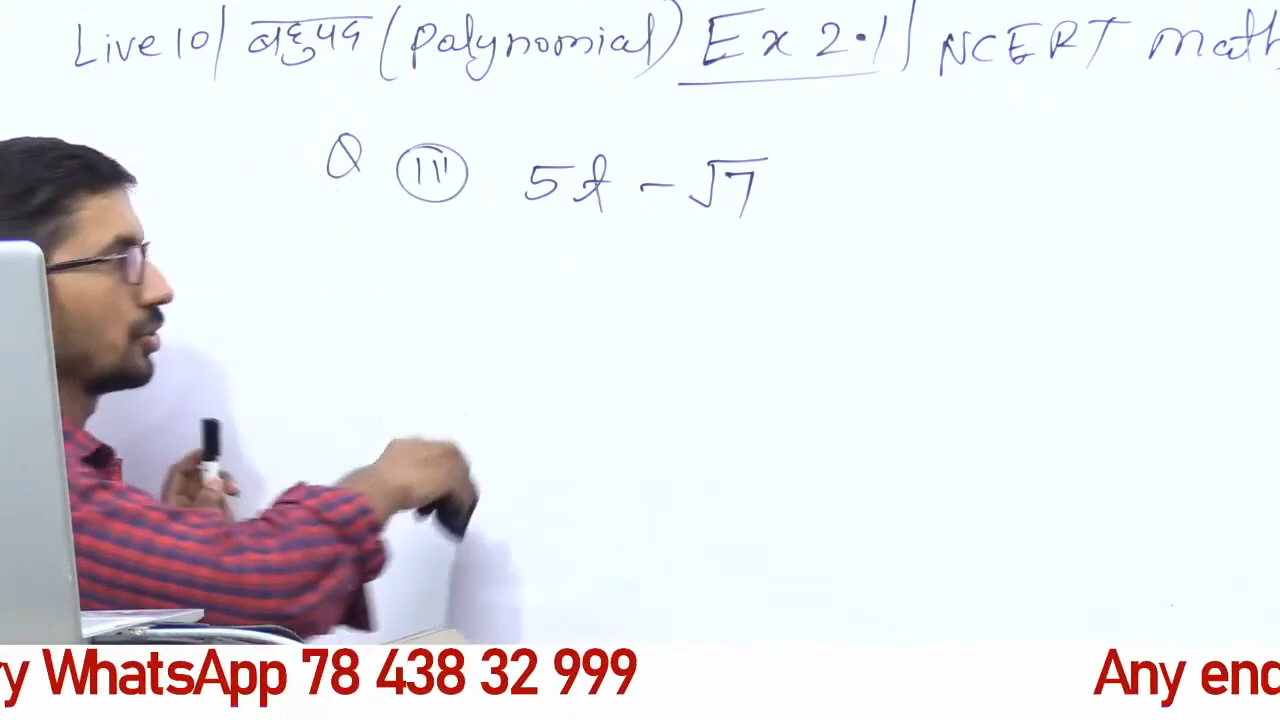 Live 10| बहुपद (Polynomial) Ex 2.1| NCERT Math
Q (iii) 5t - √7
y WhatsApp 78 438 32 999 Any enq